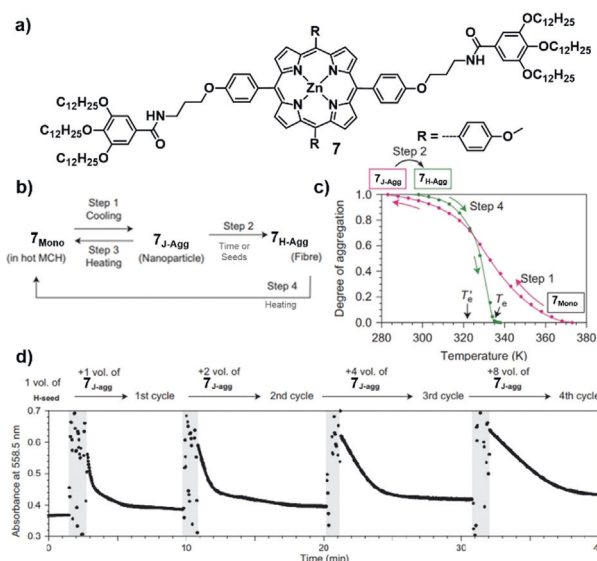 a)
OC12H25
OC12H25
OC12H25
R
N
N
N
N
Zn
R
7
O
O
HN
O
NH
O
C12H25O
C12H25O
C12H25O
R =
O
b)
Step 1
Cooling
7Mono
(in hot MCH)
Step 3
Heating
7J-Agg
(Nanoparticle)
Step 2
Time or
Seeds
7H-Agg
(Fibre)
Step 4
Heating
c)
Step 2
7J-Agg
7H-Agg
Step 4
Step 1
7Mono
Te'
Te
Degree of aggregation
1.0
0.8
0.6
0.4
0.2
0.0
280 300 320 340 360 380
Temperature (K)
d)
1 vol. of
H-seed
+1 vol. of
7J-agg
1st cycle
+2 vol. of
7J-agg
2nd cycle
+4 vol. of
7J-agg
3rd cycle
+8 vol. of
7J-agg
4th cycle
Absorbance at 558.5 nm
0.7
0.6
0.5
0.4
0.3
0 10 20 30 40
Time (min)